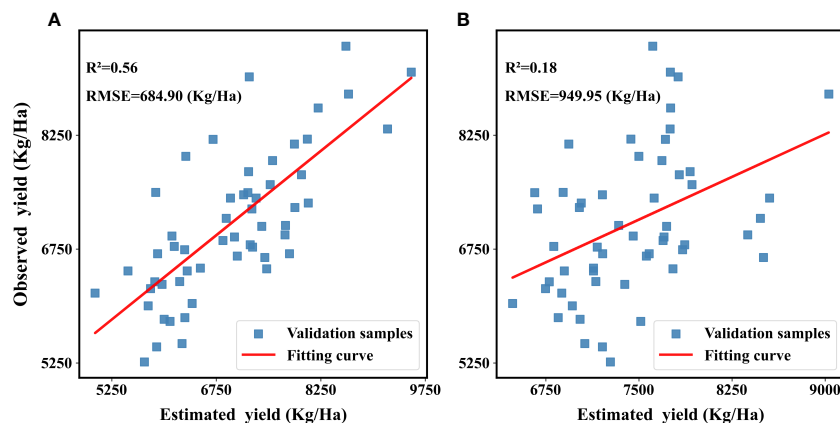 A
R²=0.56
RMSE=684.90 (Kg/Ha)
Observed yield (Kg/Ha)
8250
6750
5250
Validation samples
Fitting curve
5250 6750 8250 9750
Estimated yield (Kg/Ha)
B
R²=0.18
RMSE=949.95 (Kg/Ha)
8250
6750
5250
Validation samples
Fitting curve
6750 7500 8250 9000
Estimated yield (Kg/Ha)